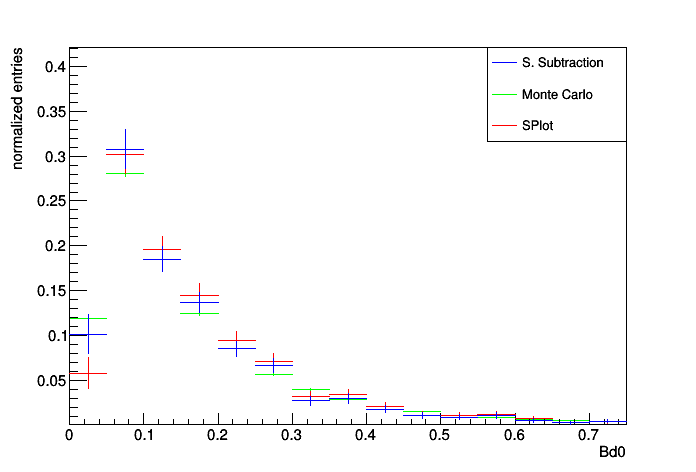 normalized entries
0.4
0.35
0.3
0.25
0.2
0.15
0.1
0.05
S. Subtraction
Monte Carlo
SPlot
0 0.1 0.2 0.3 0.4 0.5 0.6 0.7
Bd0